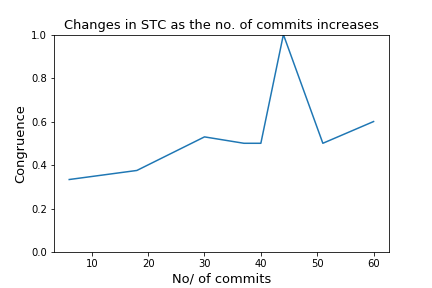 Changes in STC as the no. of commits increases
1.0
0.8
0.6
0.4
0.2
0.0
Congruence
10 20 30 40 50 60
No/ of commits